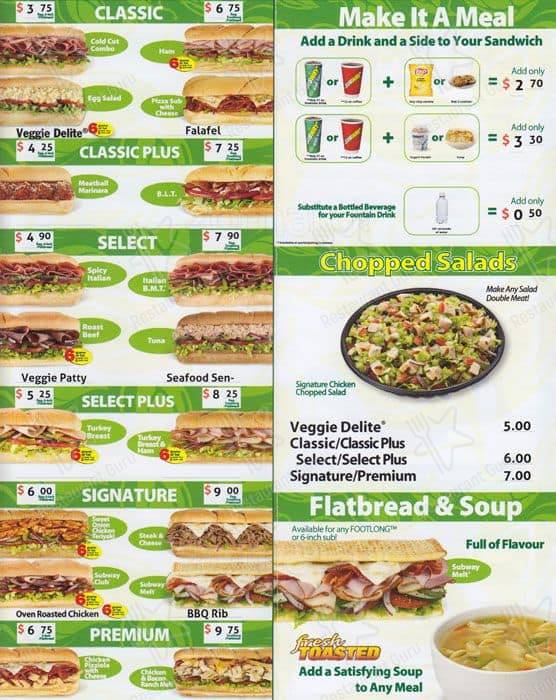 $ 3 75
CLASSIC
$ 6 75
Cold Cut
Combo
Ham
Egg Salad
Pizza Sub
with
Cheese
Veggie Delite®
Falafel
$ 4 25
CLASSIC PLUS
$ 7 25
Meatball
Marinara
B.L.T.
$ 4 90
SELECT
$ 7 90
Spicy
Italian
Italian
B.M.T.
Roast
Beef
Tuna
Veggie Patty
Seafood Sen-
$ 5 25
SELECT PLUS
$ 8 25
Turkey
Breast
Turkey
Breast &
Ham
$ 6 00
SIGNATURE
$ 9 00
Sweet
Onion
Chicken
Teriyaki
Steak &
Cheese
Subway
Club
Subway
Melt
Oven Roasted Chicken
BBQ Rib
$ 6 75
PREMIUM
$ 9 75
Chicken
Pizziola
with
Cheese
Chicken
& Bacon
Ranch Melt
Make It A Meal
Add a Drink and a Side to Your Sandwich
or + or = Add only
$ 2 70
or + or = Add only
$ 3 30
Substitute a Bottled Beverage
for your Fountain Drink
= Add only
$ 0 50
Chopped Salads
Make Any Salad
Double Meat!
Signature Chicken
Chopped Salad
Veggie Delite® 5.00
Classic/Classic Plus
Select/Select Plus 6.00
Signature/Premium 7.00
Flatbread & Soup
Available for any FOOTLONG™
or 6-inch sub!
Full of Flavour
Subway
Melt
fresh
TOASTED
Add a Satisfying Soup
to Any Meal
Restaurant Guru